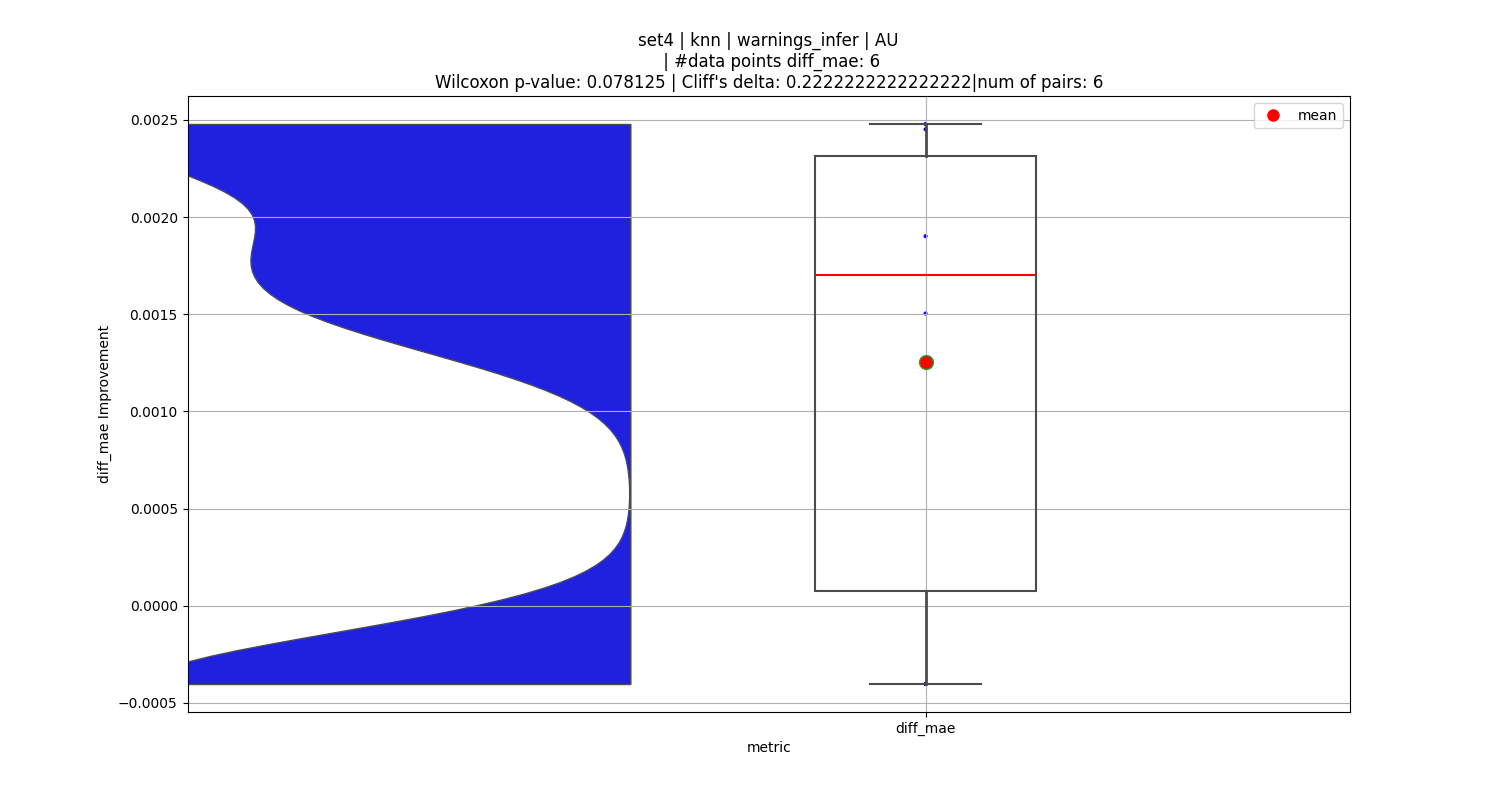 set4 | knn | warnings_infer | AU
| #data points diff_mae: 6
Wilcoxon p-value: 0.078125 | Cliff's delta: 0.2222222222222222|num of pairs: 6
mean
0.0025
0.0020
0.0015
0.0010
0.0005
0.0000
−0.0005
diff_mae Improvement
diff_mae
metric